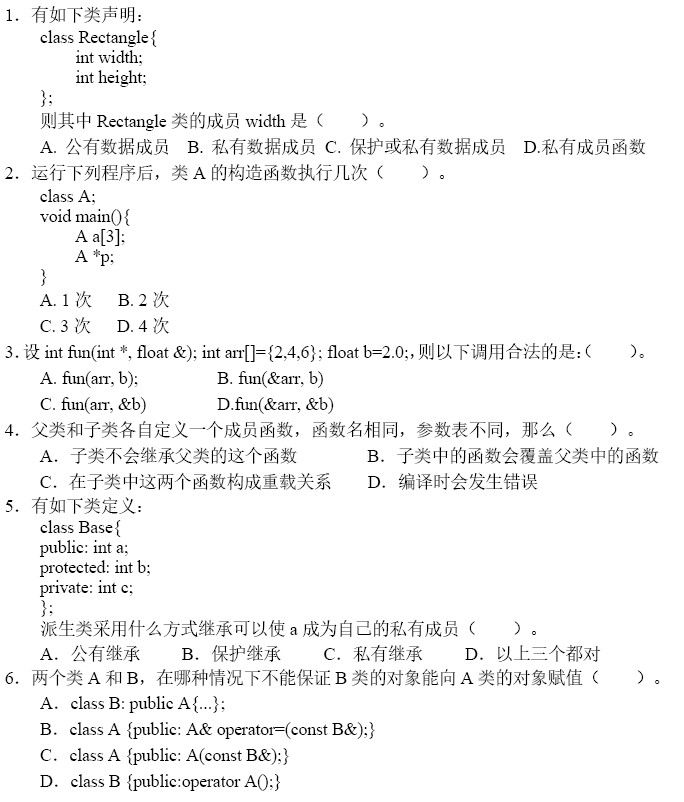 1．有如下类声明：
class Rectangle{
int width;
int height;
};
则其中 Rectangle 类的成员 width 是（ ）。
A. 公有数据成员 B. 私有数据成员 C. 保护或私有数据成员 D.私有成员函数
2．运行下列程序后，类 A 的构造函数执行几次（ ）。
class A;
void main(){
A a[3];
A *p;
}
A. 1 次 B. 2 次
C. 3 次 D. 4 次
3.设 int fun(int *, float &); int arr[]={2,4,6}; float b=2.0;，则以下调用合法的是:（ ）。
A. fun(arr, b); B. fun(&arr, b)
C. fun(arr, &b) D.fun(&arr, &b)
4．父类和子类各自定义一个成员函数，函数名相同，参数表不同，那么（ ）。
A．子类不会继承父类的这个函数 B．子类中的函数会覆盖父类中的函数
C．在子类中这两个函数构成重载关系 D．编译时会发生错误
5．有如下类定义：
class Base{
public: int a;
protected: int b;
private: int c;
};
派生类采用什么方式继承可以使 a 成为自己的私有成员（ ）。
A．公有继承 B．保护继承 C．私有继承 D．以上三个都对
6．两个类 A 和 B，在哪种情况下不能保证 B 类的对象能向 A 类的对象赋值（ ）。
A．class B: public A{...};
B．class A {public: A& operator=(const B&);}
C．class A {public: A(const B&);}
D．class B {public:operator A();}